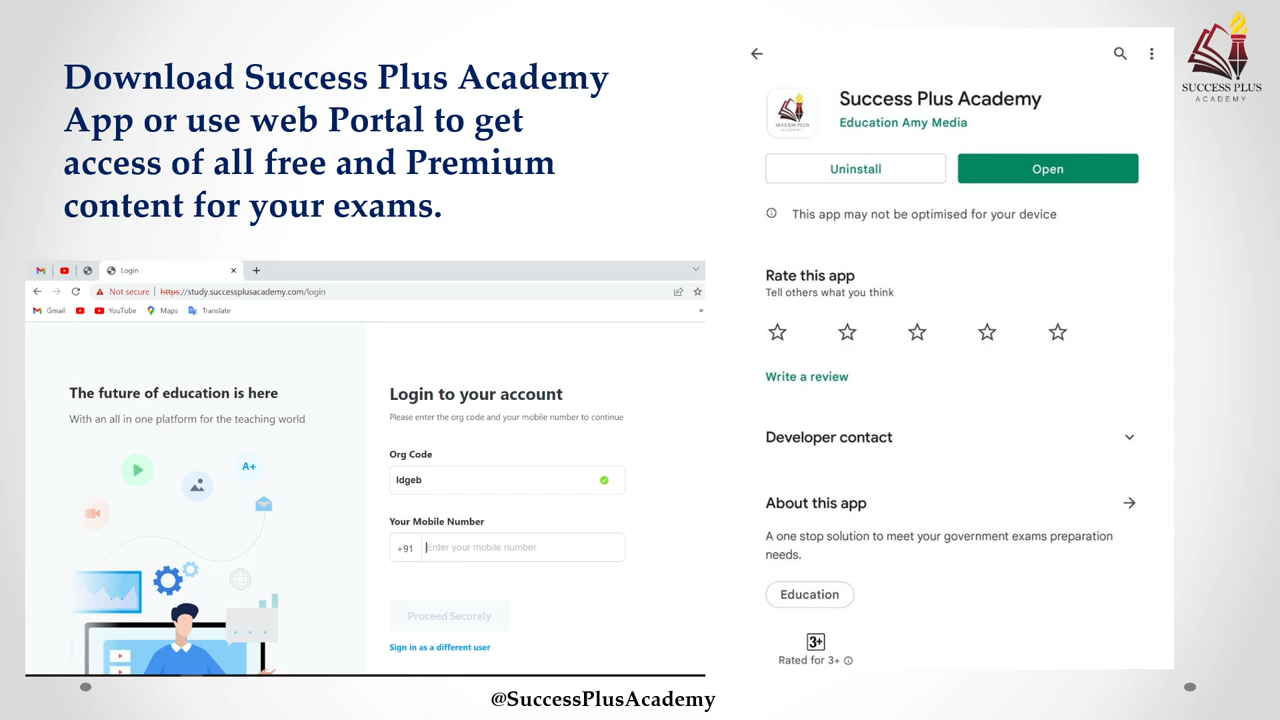 Download Success Plus Academy
App or use web Portal to get
access of all free and Premium
content for your exams.
Login
Not secure
https://study.successplusacademy.com/login
Gmail
YouTube
Maps
Translate
»
The future of education is here
With an all in one platform for the teaching world
A+
Login to your account
Please enter the org code and your mobile number to continue
Org Code
ldgeb
Your Mobile Number
+91
Enter your mobile number
Proceed Securely
Sign in as a different user
Success Plus Academy
Education Amy Media
SUCCESS PLUS
Uninstall
Open
This app may not be optimised for your device
Rate this app
Tell others what you think
Write a review
Developer contact
About this app
A one stop solution to meet your government exams preparation
needs.
Education
3+
Rated for 3+
SUCCESS PLUS
ACADEMY
@SuccessPlusAcademy